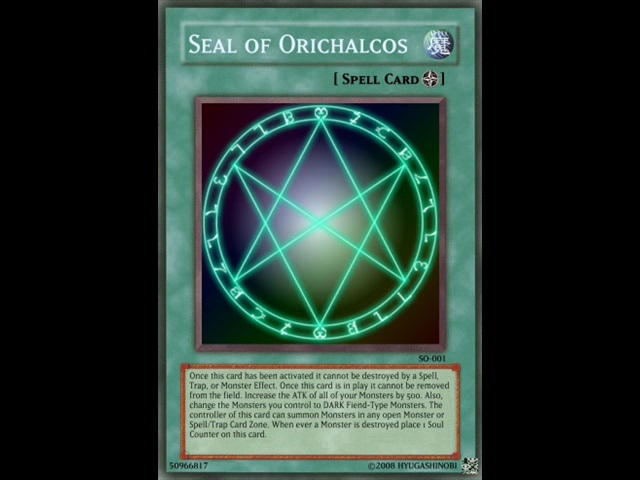 SEAL OF ORICHALCOS
魔
[ SPELL CARD ]
SO-001
Once this card has been activated it cannot be destroyed by a Spell,
Trap, or Monster Effect. Once this card is in play it cannot be removed
from the field. Increase the ATK of all of your Monsters by 500. Also,
change the Monsters you control to DARK Fiend-Type Monsters. The
controller of this card can summon Monsters in any open Monster or
Spell/Trap Card Zone. When ever a Monster is destroyed place 1 Soul
Counter on this card.
50966817
©2008 HYUGASHINOBI